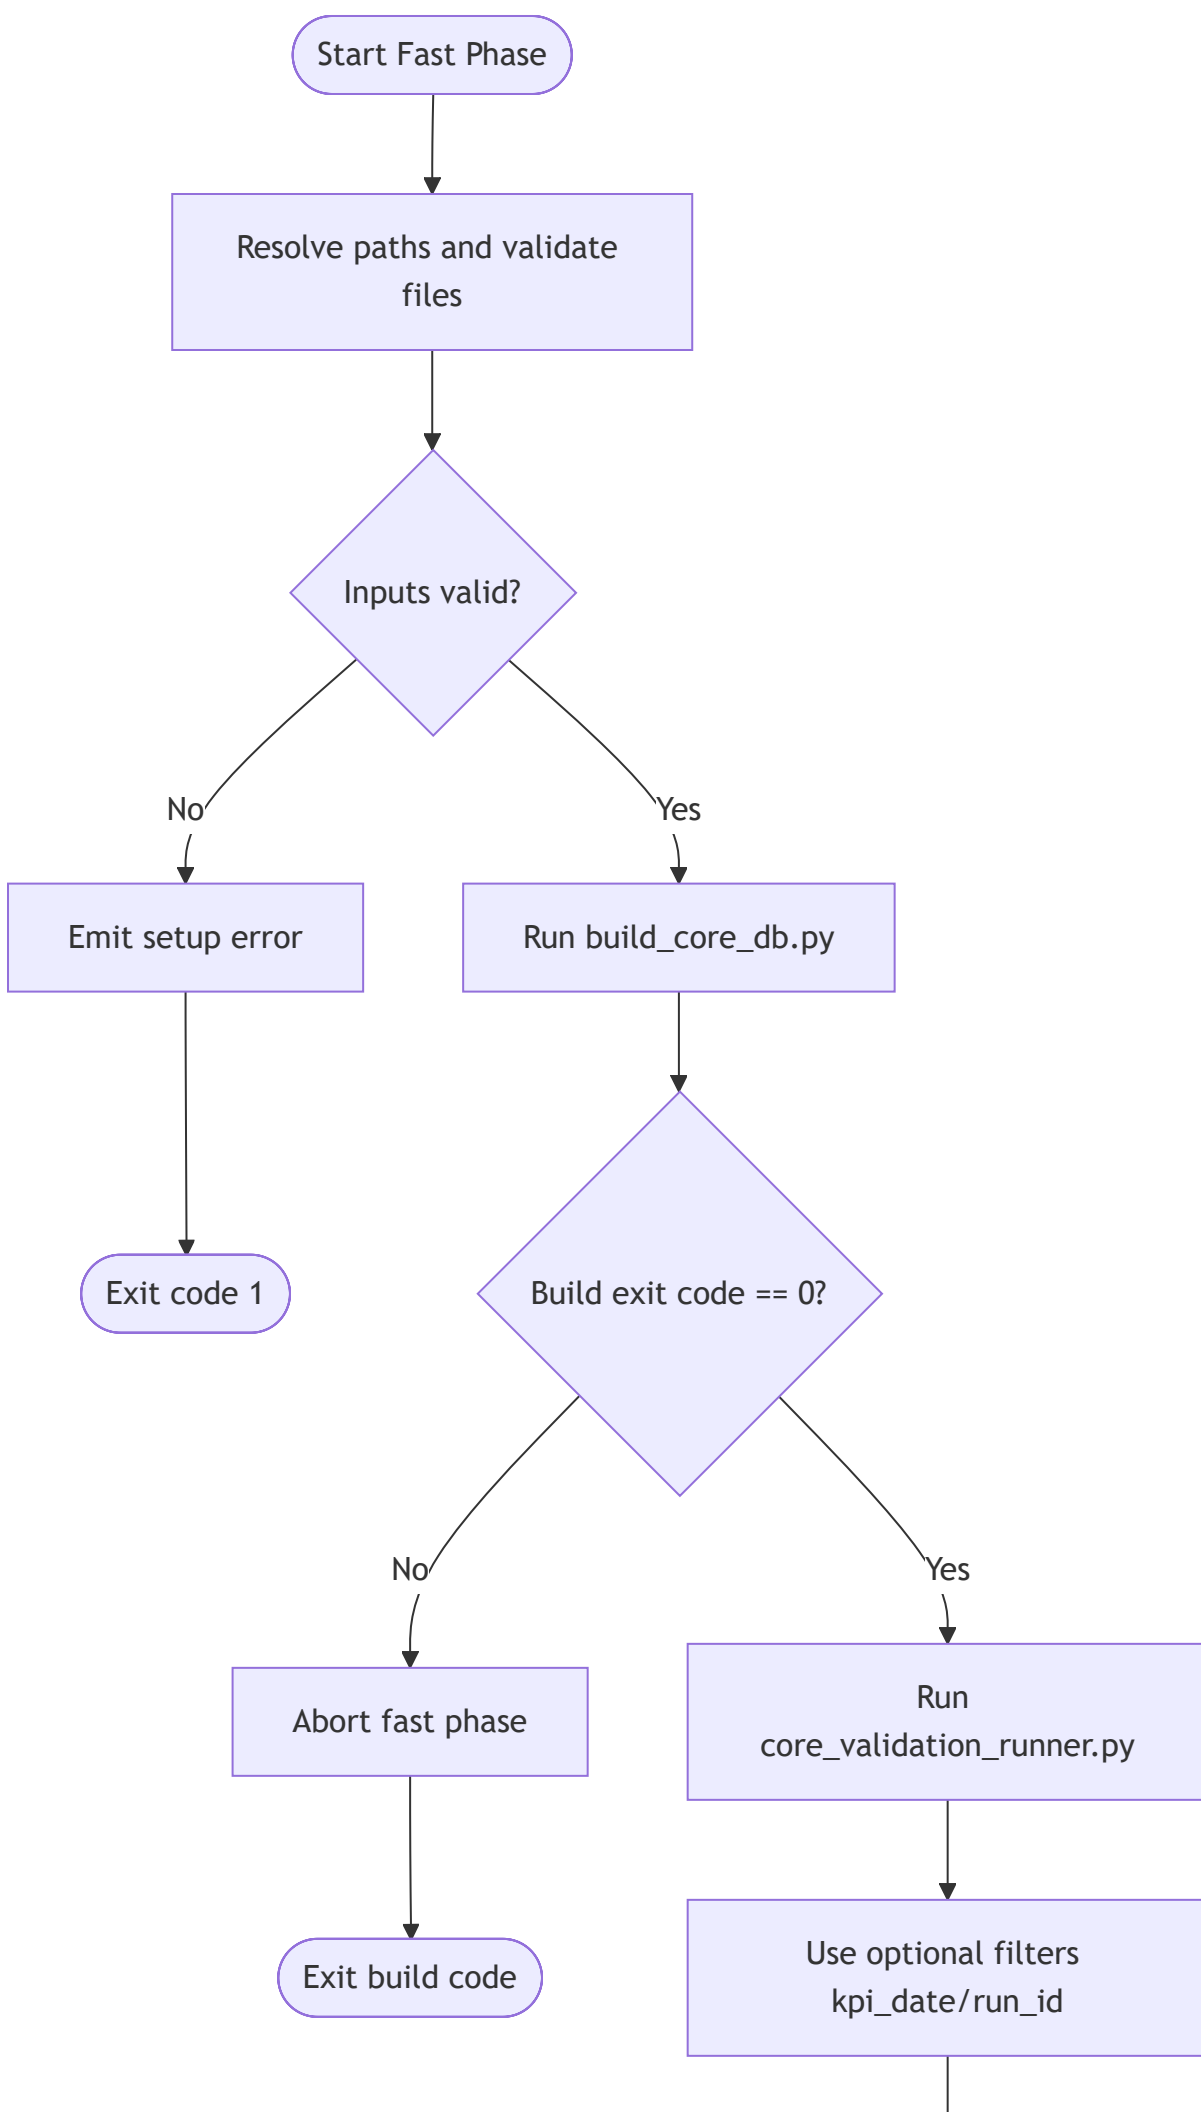 Start Fast Phase
Resolve paths and validate
files
Inputs valid?
No
Yes
Emit setup error
Run build_core_db.py
Exit code 1
Build exit code == 0?
No
Yes
Abort fast phase
Run
core_validation_runner.py
Exit build code
Use optional filters
kpi_date/run_id